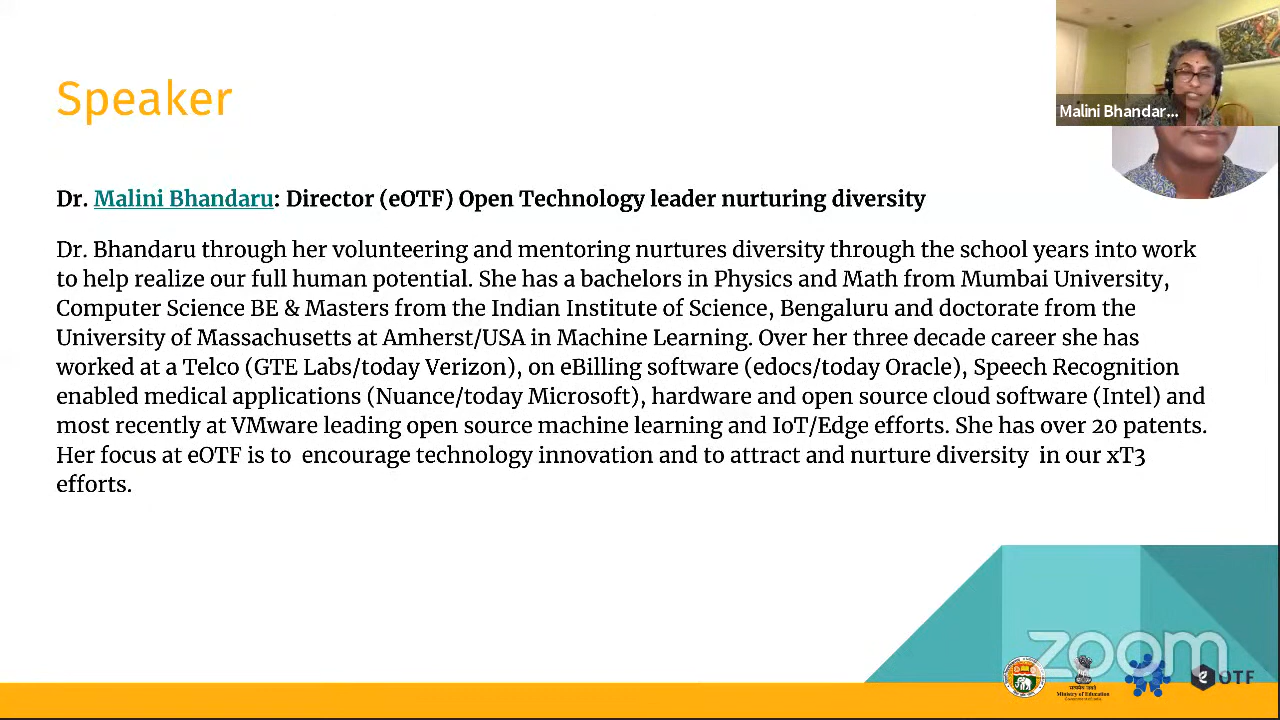 Speaker
Malini Bhandar...
Dr. Malini Bhandaru: Director (eOTF) Open Technology leader nurturing diversity
Dr. Bhandaru through her volunteering and mentoring nurtures diversity through the school years into work
to help realize our full human potential. She has a bachelors in Physics and Math from Mumbai University,
Computer Science BE & Masters from the Indian Institute of Science, Bengaluru and doctorate from the
University of Massachusetts at Amherst/USA in Machine Learning. Over her three decade career she has
worked at a Telco (GTE Labs/today Verizon), on eBilling software (edocs/today Oracle), Speech Recognition
enabled medical applications (Nuance/today Microsoft), hardware and open source cloud software (Intel) and
most recently at VMware leading open source machine learning and IoT/Edge efforts. She has over 20 patents.
Her focus at eOTF is to encourage technology innovation and to attract and nurture diversity in our xT3
efforts.
zoom
Ministry of Education
e OTF